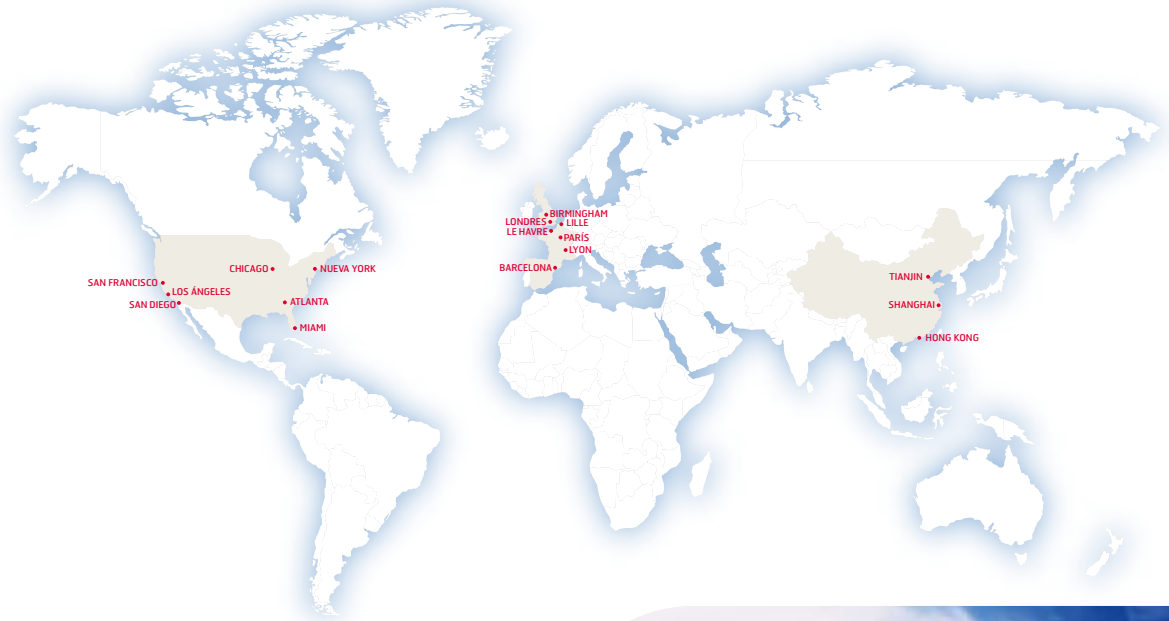 BIRMINGHAM
LONDRES
LILLE
LE HAVRE
PARÍS
LYON
BARCELONA
CHICAGO
NUEVA YORK
SAN FRANCISCO
LOS ÁNGELES
SAN DIEGO
ATLANTA
MIAMI
TIANJIN
SHANGHAI
HONG KONG